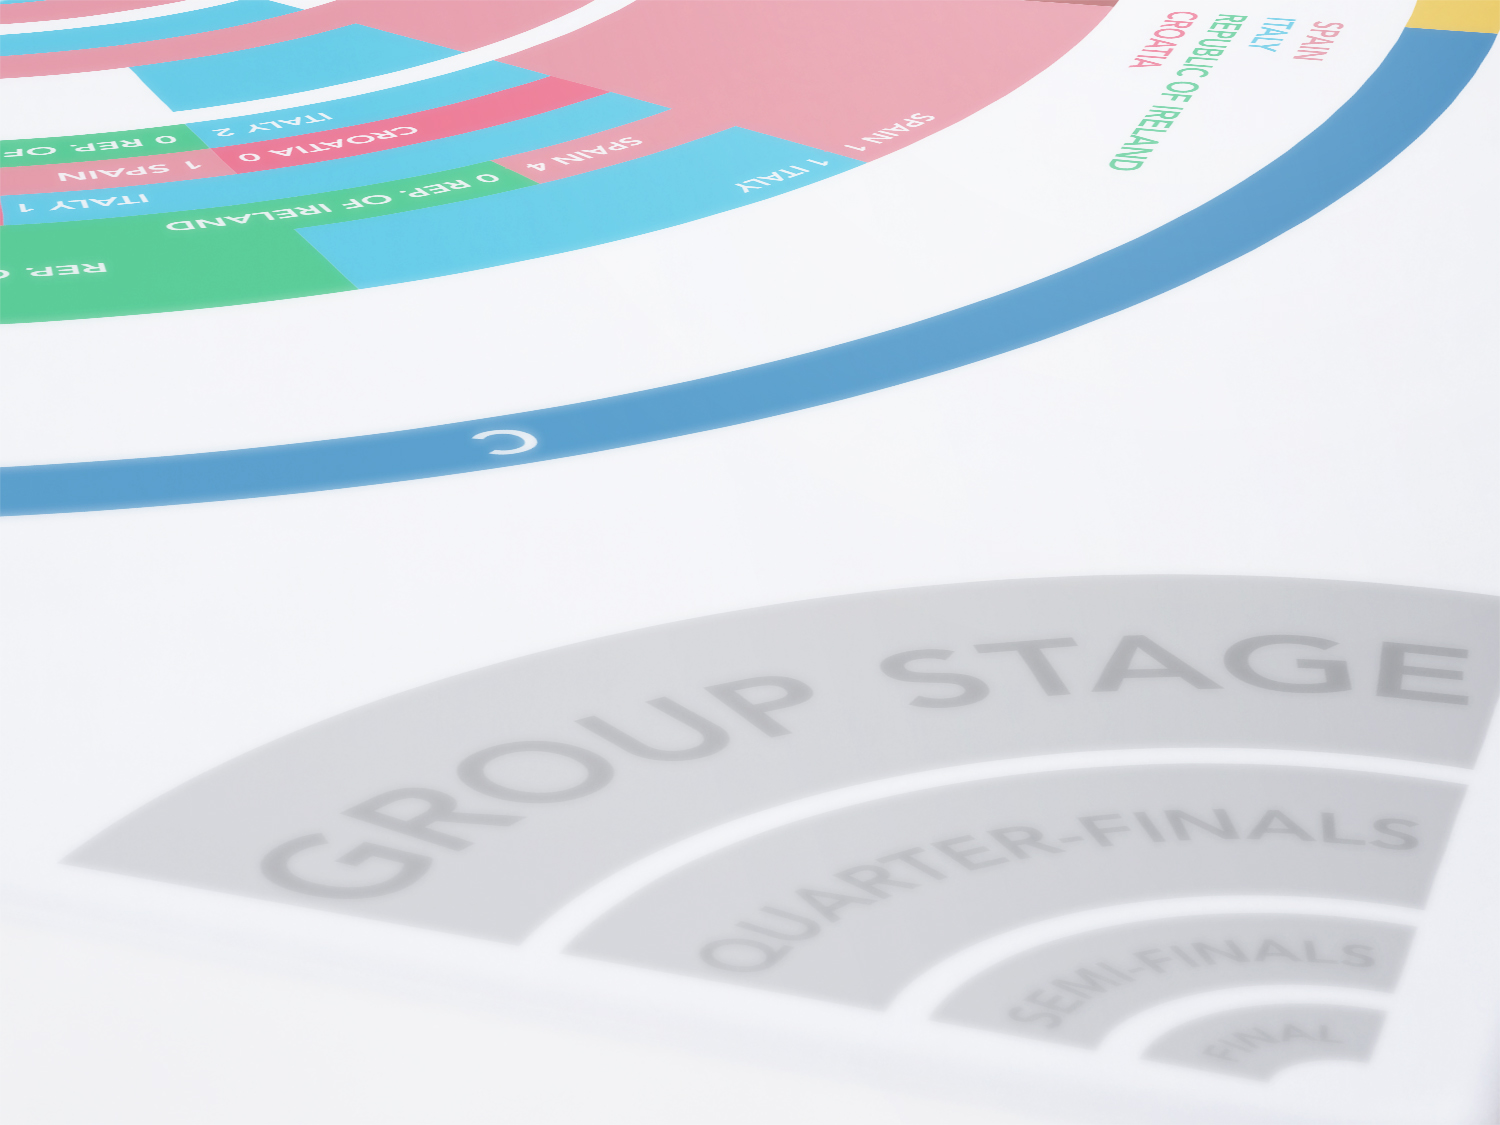 SPAIN
ITALY
REPUBLIC OF IRELAND
CROATIA
SPAIN 1
1 ITALY
ITALY 2
0 REP. OF
CROATIA 0
1 SPAIN
SPAIN 4
0 REP. OF IRELAND
ITALY 1
REP.
C
GROUP STAGE
QUARTER-FINALS
SEMI-FINALS
FINAL